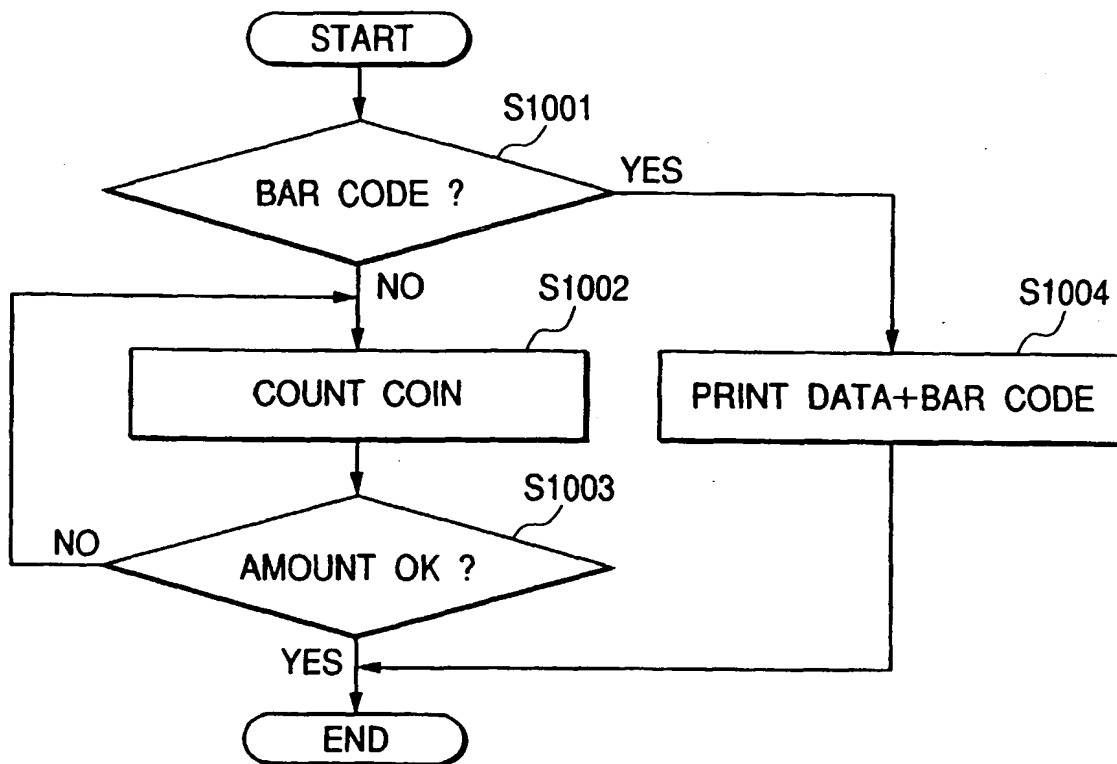 START
S1001
BAR CODE ?
YES
NO
S1002
COUNT COIN
S1004
PRINT DATA+BAR CODE
S1003
AMOUNT OK ?
NO
YES
END